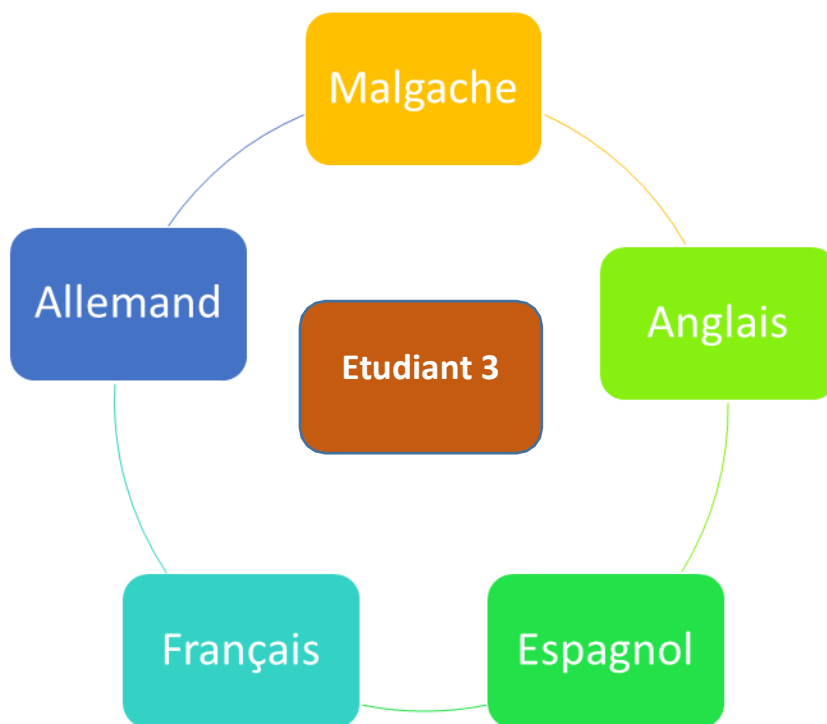 Malgache
Allemand
Anglais
Etudiant 3
Français
Espagnol